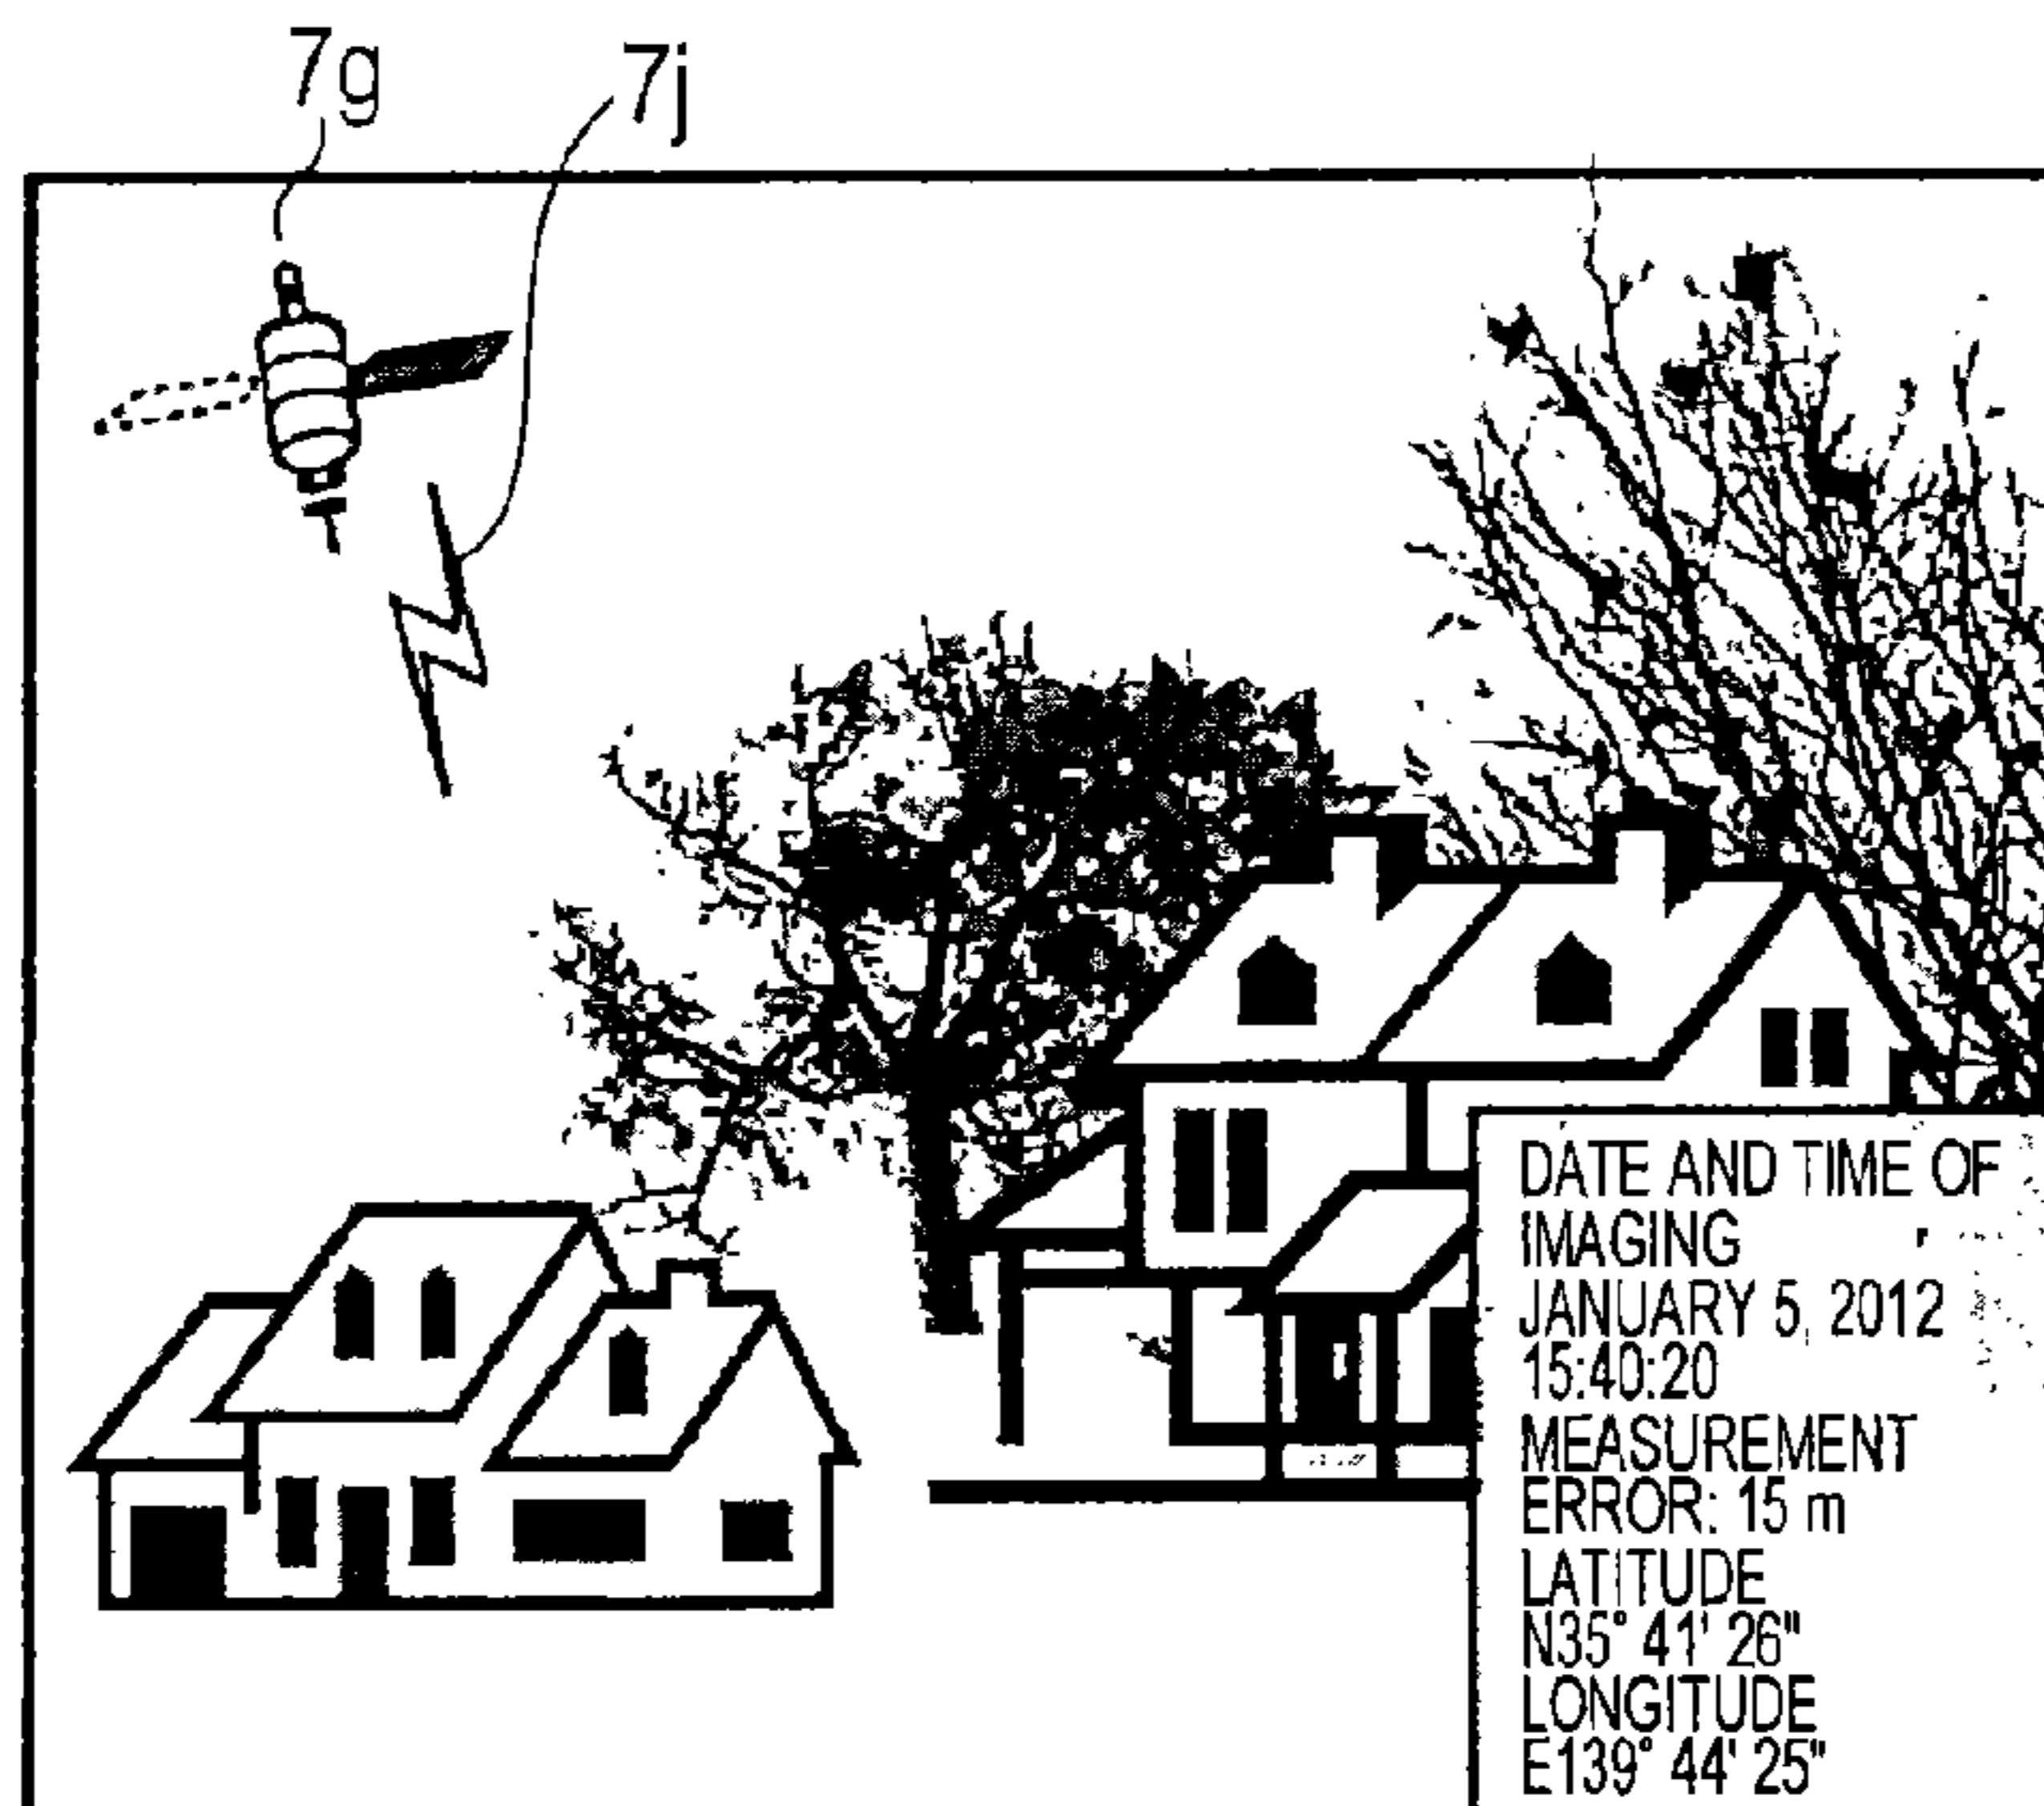 7g
7j
DATE AND TIME OF
IMAGING
JANUARY 5, 2012
15:40:20
MEASUREMENT
ERROR: 15 m
LATITUDE
N35° 41' 26"
LONGITUDE
E139° 44' 25"